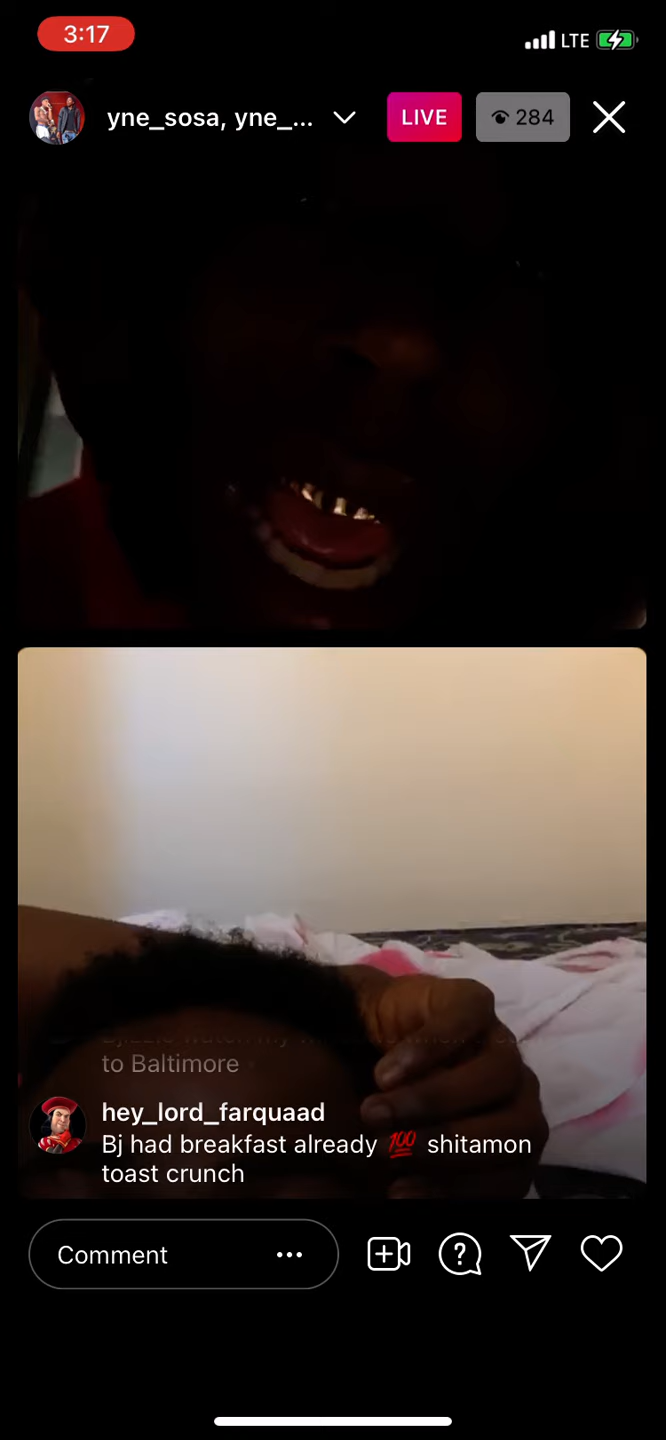 3:17
LTE
yne_sosa, yne_...
LIVE
284
to Baltimore
hey_lord_farquaad
Bj had breakfast already 💯 shitamon
toast crunch
Comment